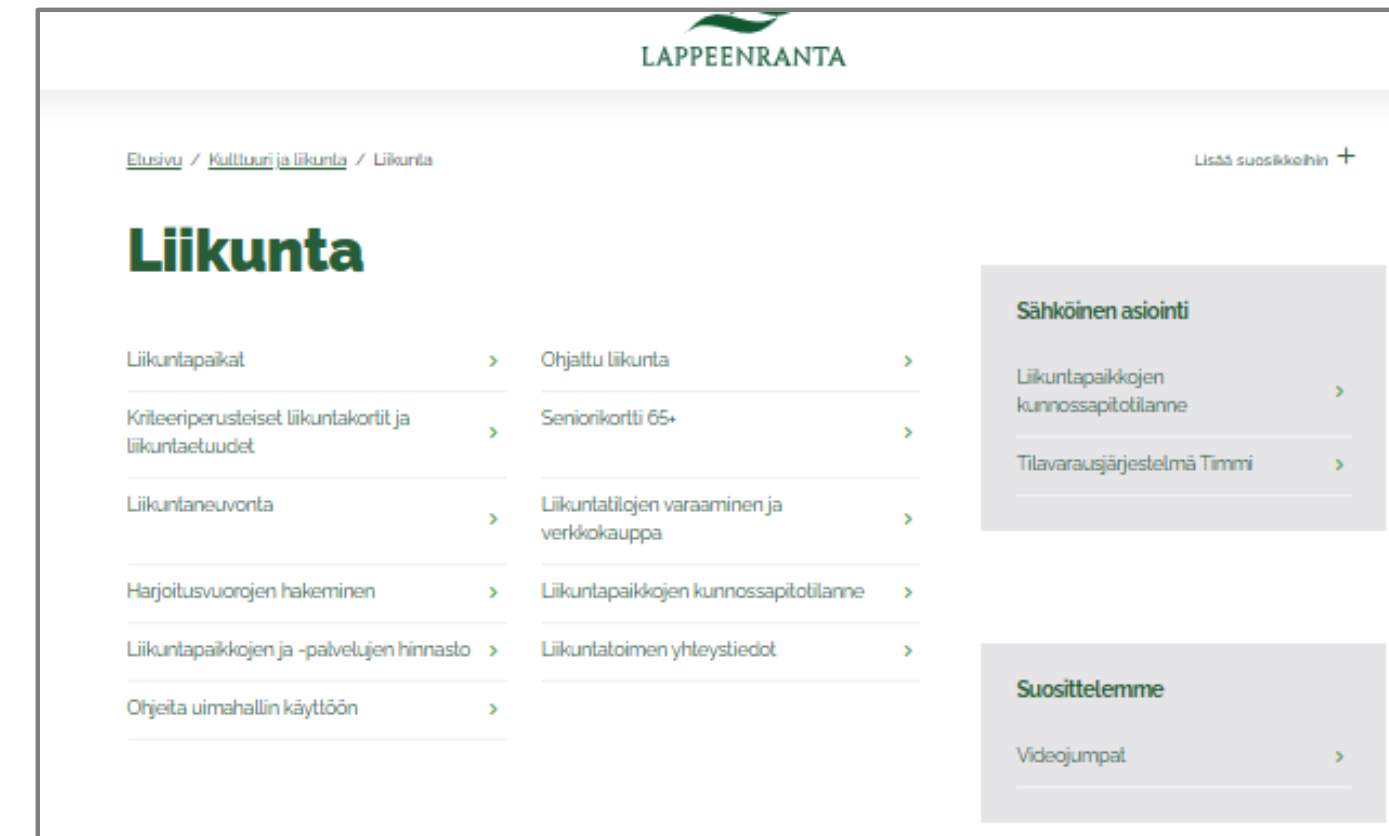 LAPPEENRANTA
Etusivu / Kulttuuri ja liikunta / Liikunta
Lisää suosikkeihin +
Liikunta
Liikuntapaikat
Ohjattu liikunta
Kriteeriperusteiset liikuntakortit ja
liikuntaetuudet
Seniorikortti 65+
Liikuntaneuvonta
Liikuntatilojen varaaminen ja
verkkokauppa
Harjoitusvuorojen hakeminen
Liikuntapaikkojen kunnossapitotilanne
Liikuntapaikkojen ja -palvelujen hinnasto
Liikuntatoimen yhteystiedot
Ohjeita uimahallin käyttöön
Sähköinen asiointi
Liikuntapaikkojen
kunnossapitotilanne
Tilavarausjärjestelmä Timmi
Suosittelemme
Videojumpat